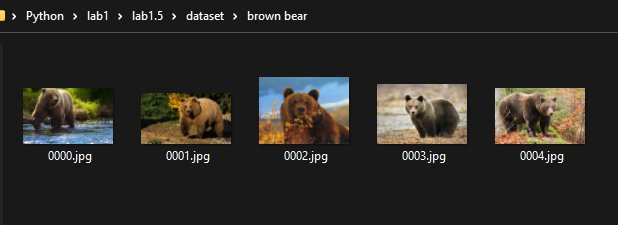 Python > lab1 > lab1.5 > dataset > brown bear
0000.jpg 0001.jpg 0002.jpg 0003.jpg 0004.jpg